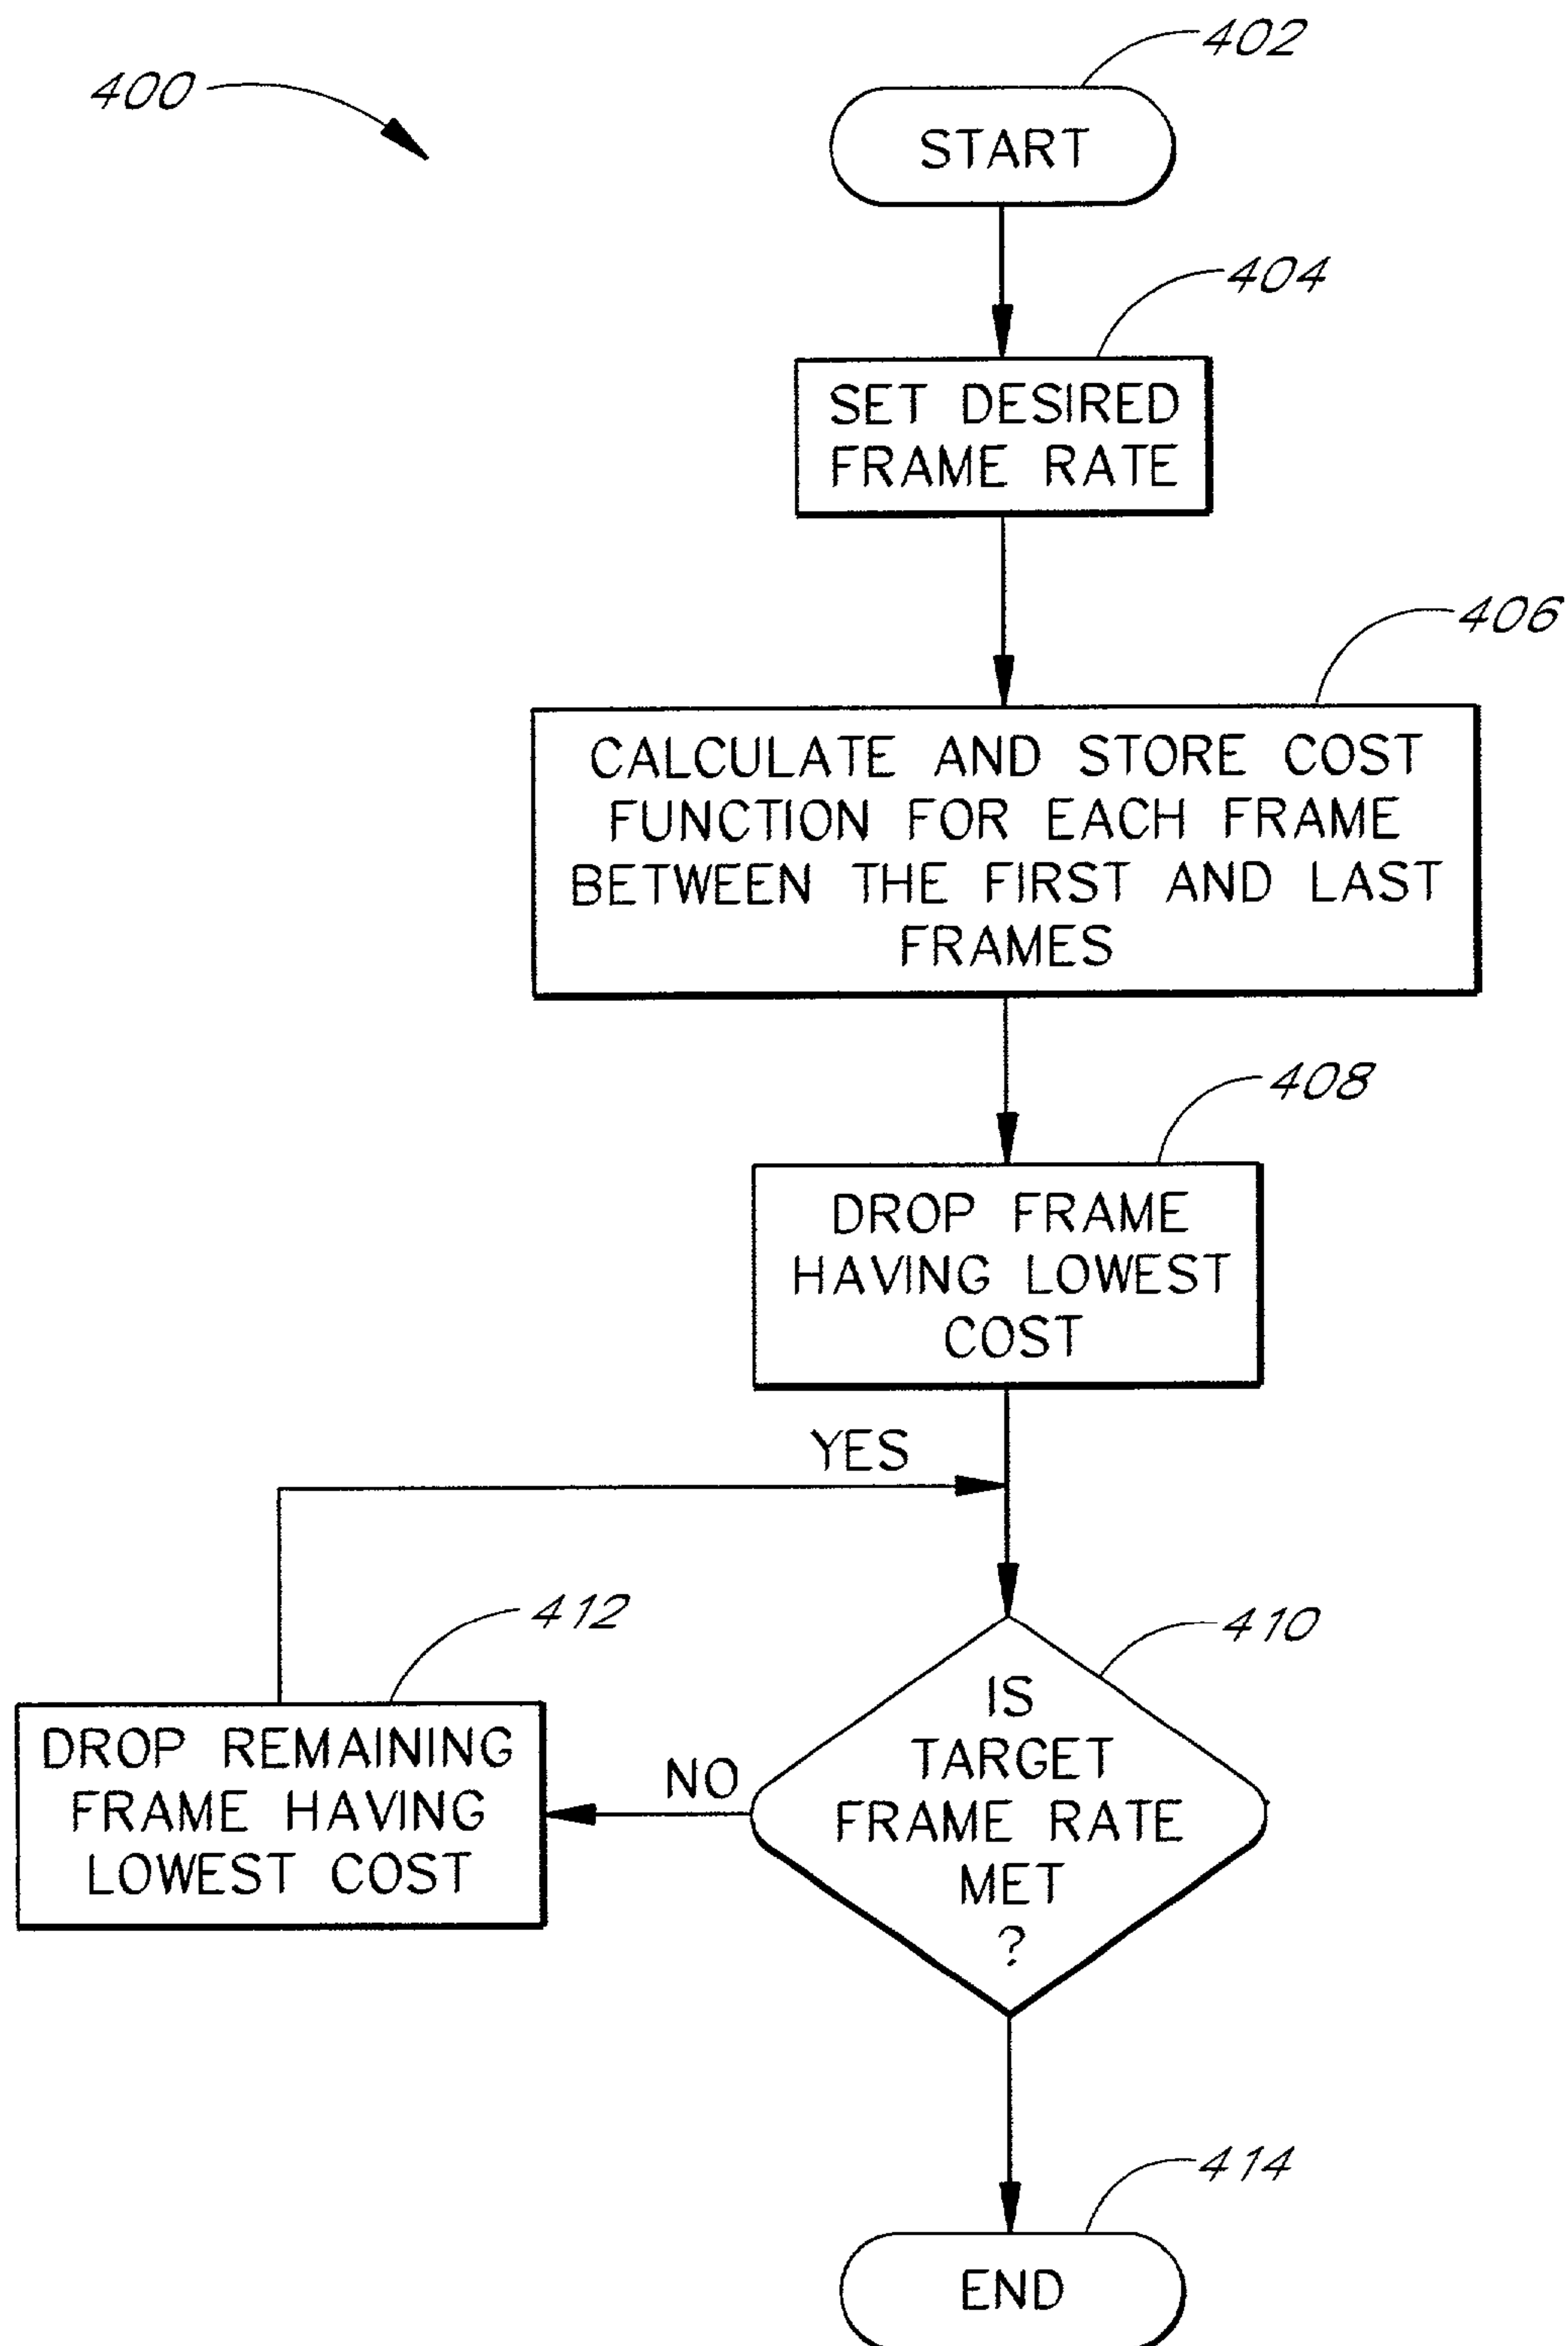 402
400
START
404
SET DESIRED
FRAME RATE
406
CALCULATE AND STORE COST
FUNCTION FOR EACH FRAME
BETWEEN THE FIRST AND LAST
FRAMES
408
DROP FRAME
HAVING LOWEST
COST
YES
412
410
DROP REMAINING
FRAME HAVING
LOWEST COST
NO
IS
TARGET
FRAME RATE
MET
?
414
END